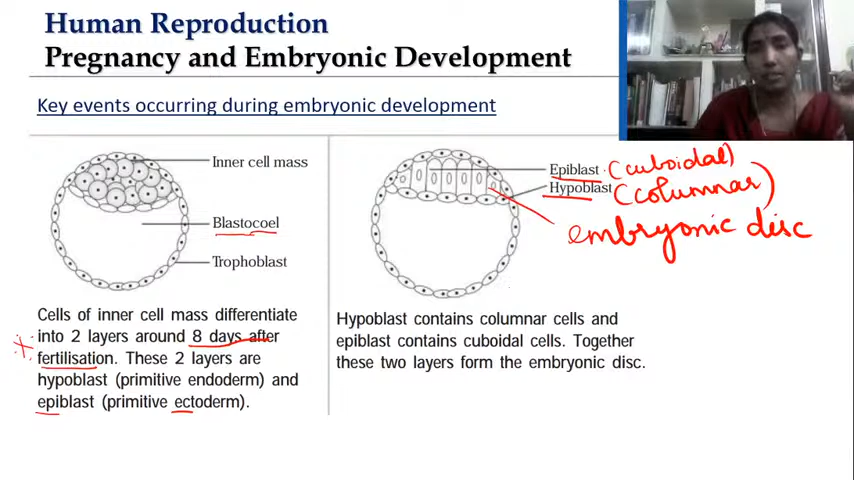 Human Reproduction
Pregnancy and Embryonic Development
Key events occurring during embryonic development
Inner cell mass
Blastocoel
Trophoblast
Cells of inner cell mass differentiate
into 2 layers around 8 days after
fertilisation. These 2 layers are
hypoblast (primitive endoderm) and
epiblast (primitive ectoderm).
Epiblast (cuboidal)
Hypoblast (columnar)
embryonic disc
Hypoblast contains columnar cells and
epiblast contains cuboidal cells. Together
these two layers form the embryonic disc.